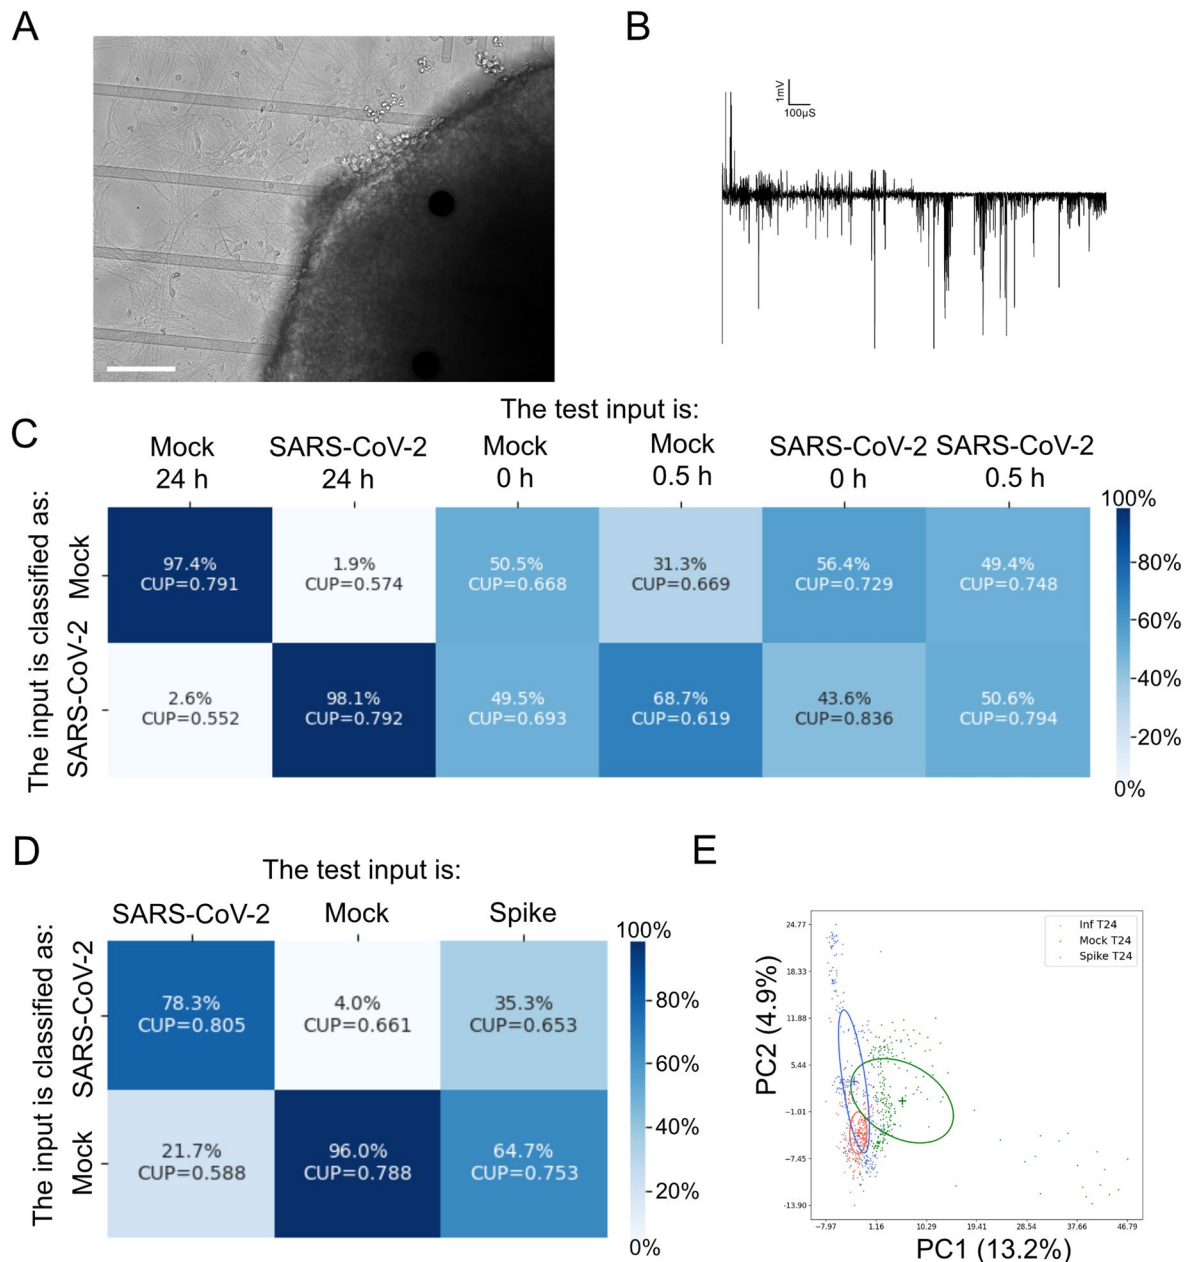 A
B
1mV
100µS
C
The test input is:
Mock
24 h
SARS-CoV-2
24 h
Mock
0 h
Mock
0.5 h
SARS-CoV-2
0 h
SARS-CoV-2
0.5 h
The input is classified as:
Mock
SARS-CoV-2
97.4%
CUP=0.791
1.9%
CUP=0.574
50.5%
CUP=0.668
31.3%
CUP=0.669
56.4%
CUP=0.729
49.4%
CUP=0.748
2.6%
CUP=0.552
98.1%
CUP=0.792
49.5%
CUP=0.693
68.7%
CUP=0.619
43.6%
CUP=0.836
50.6%
CUP=0.794
100%
80%
60%
40%
20%
0%
D
The test input is:
SARS-CoV-2
Mock
Spike
The input is classified as:
SARS-CoV-2
Mock
78.3%
CUP=0.805
4.0%
CUP=0.661
35.3%
CUP=0.653
21.7%
CUP=0.588
96.0%
CUP=0.788
64.7%
CUP=0.753
100%
80%
60%
40%
20%
0%
E
Inf T24
Mock T24
Spike T24
PC2 (4.9%)
24.77
18.33
11.88
5.44
-1.01
-7.45
-13.90
-7.97
1.16
10.29
19.41
28.54
37.66
46.79
PC1 (13.2%)